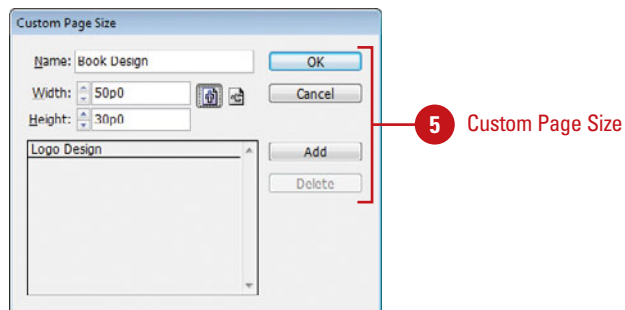 Custom Page Size
Name: Book Design
OK
Width: 50p0
Cancel
Height: 30p0
5 Custom Page Size
Logo Design
Add
Delete